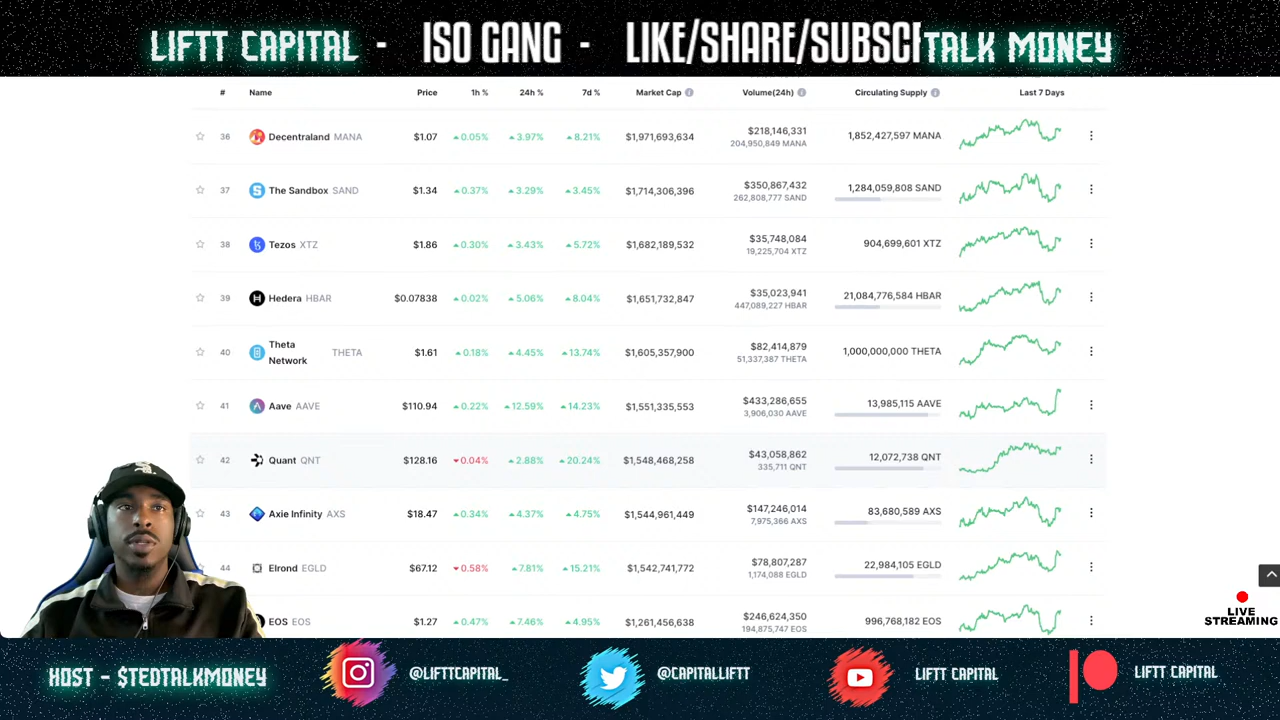 LIFTT CAPITAL - ISO GANG - LIKE/SHARE/SUBSCI TALK MONEY
# Name Price 1h % 24h % 7d % Market Cap Volume(24h) Circulating Supply Last 7 Days
36 Decentraland MANA $1.07 0.05% 3.97% 8.21% $1,971,693,634 $218,146,331 1,852,427,597 MANA
204,950,849 MANA
37 The Sandbox SAND $1.34 0.37% 3.29% 3.45% $1,714,306,396 $350,867,432 1,284,059,808 SAND
262,808,777 SAND
38 Tezos XTZ $1.86 0.30% 3.43% 5.72% $1,682,189,532 $35,748,084 904,699,601 XTZ
19,225,704 XTZ
39 Hedera HBAR $0.07838 0.02% 5.06% 8.04% $1,651,732,847 $35,023,941 21,084,776,584 HBAR
447,089,227 HBAR
40 Theta Network THETA $1.61 0.18% 4.45% 13.74% $1,605,357,900 $82,414,879 1,000,000,000 THETA
51,337,387 THETA
41 Aave AAVE $110.94 0.22% 12.59% 14.23% $1,551,335,553 $433,286,655 13,985,115 AAVE
3,906,030 AAVE
42 Quant QNT $128.16 0.04% 2.88% 20.24% $1,548,468,258 $43,058,862 12,072,738 QNT
335,711 QNT
43 Axie Infinity AXS $18.47 0.34% 4.37% 4.75% $1,544,961,449 $147,246,014 83,680,589 AXS
7,975,366 AXS
44 Elrond EGLD $67.12 0.58% 7.81% 15.21% $1,542,741,772 $78,807,287 22,984,105 EGLD
1,174,088 EGLD
EOS EOS $1.27 0.47% 7.46% 4.95% $1,261,456,638 $246,624,350 996,768,182 EOS
194,875,747 EOS
LIVE
STREAMING
HOST - $TEDTALKMONEY @LIFTTCAPITAL_ @CAPITALLIFTT LIFTT CAPITAL LIFTT CAPITAL